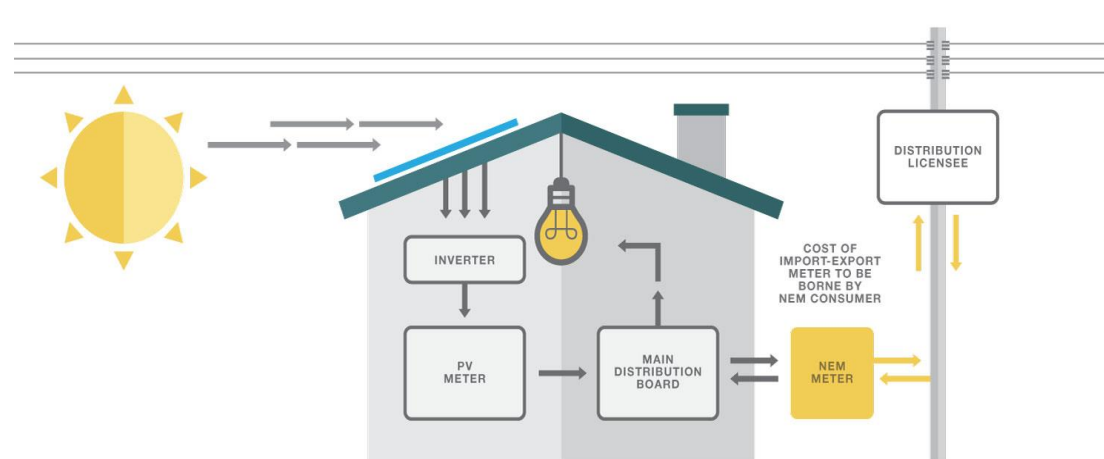 DISTRIBUTION
LICENSEE
COST OF
IMPORT-EXPORT
METER TO BE
BORNE BY
NEM CONSUMER
INVERTER
PV
METER
MAIN
DISTRIBUTION
BOARD
NEM
METER